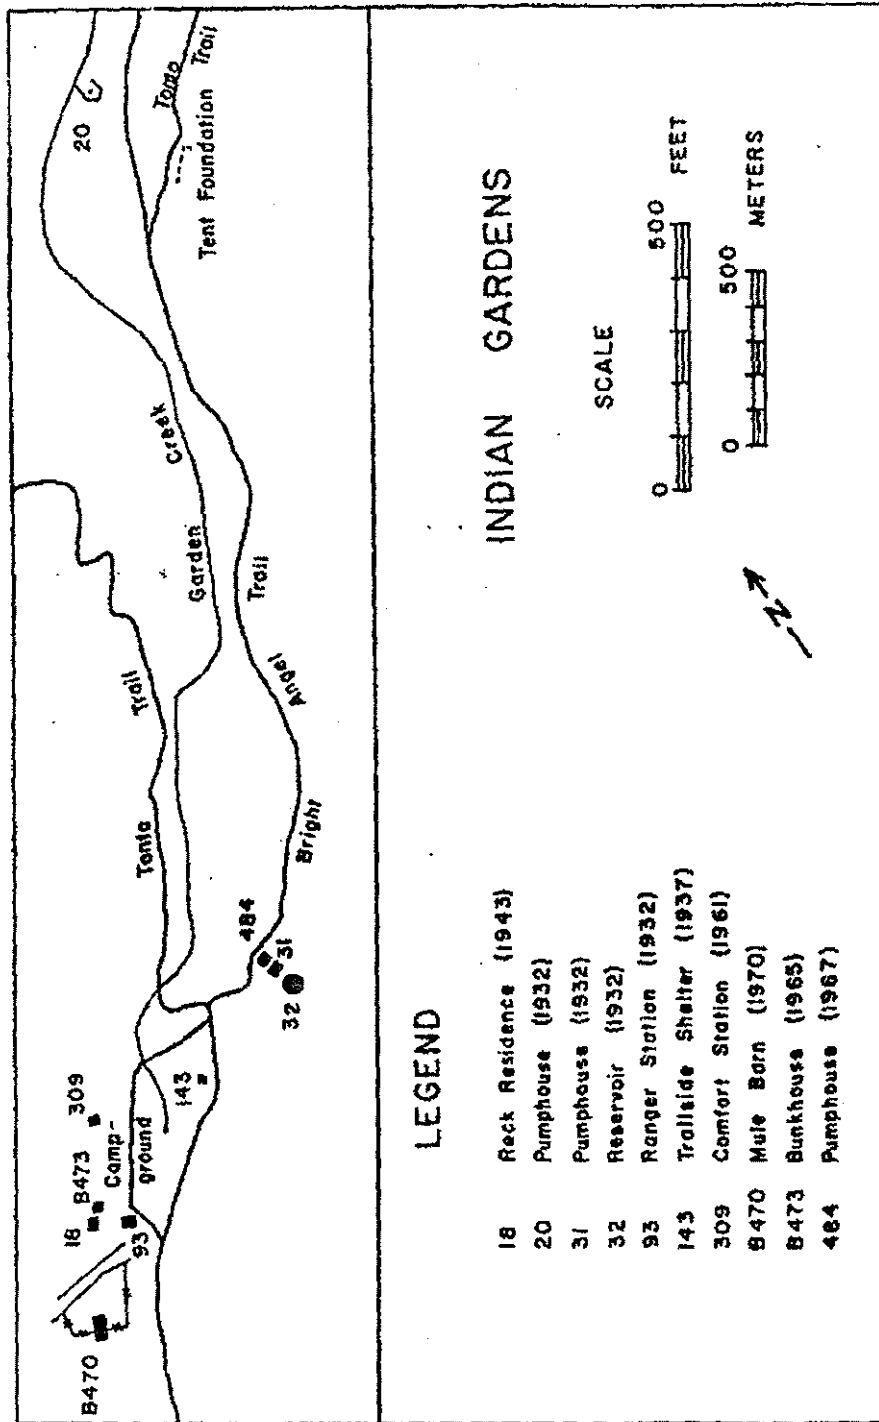 B470
18
B473
309
93
Camp-
ground
143
32
31
484
Tonto
Trail
Garden
Creek
Bright
Angel
Trail
20
Tent Foundation
Tonto
Trail
LEGEND
18 Rock Residence (1943)
20 Pumphouse (1932)
31 Pumphouse (1932)
32 Reservoir (1932)
93 Ranger Station (1932)
143 Trailside Shelter (1937)
309 Comfort Station (1961)
B470 Mule Barn (1970)
B473 Bunkhouse (1965)
484 Pumphouse (1967)
INDIAN GARDENS
SCALE
0 500
FEET
0 500
METERS
N